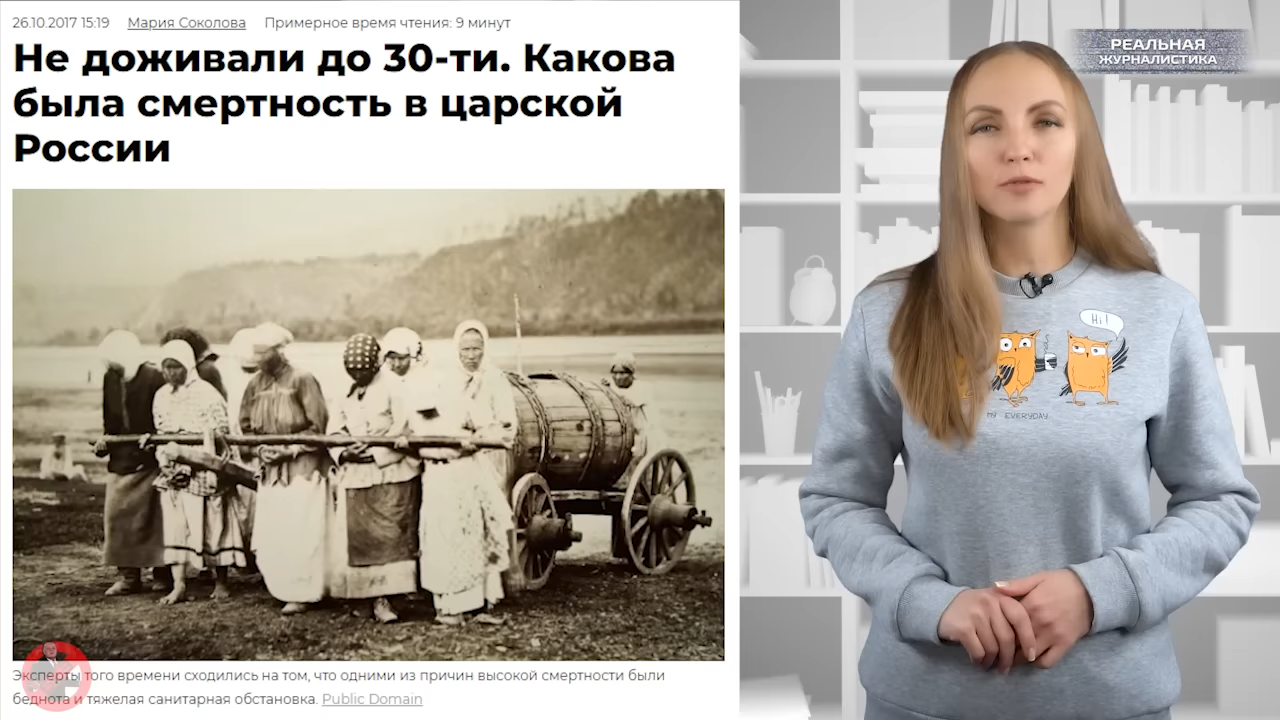 26.10.2017 15:19 Мария Соколова Примерное время чтения: 9 минут
Не доживали до 30-ти. Какова
была смертность в царской
России
Эксперты того времени сходились на том, что одними из причин высокой смертности были
беднота и тяжелая санитарная обстановка. Public Domain
РЕАЛЬНАЯ
ЖУРНАЛИСТИКА
Hi!
MY EVERYDAY